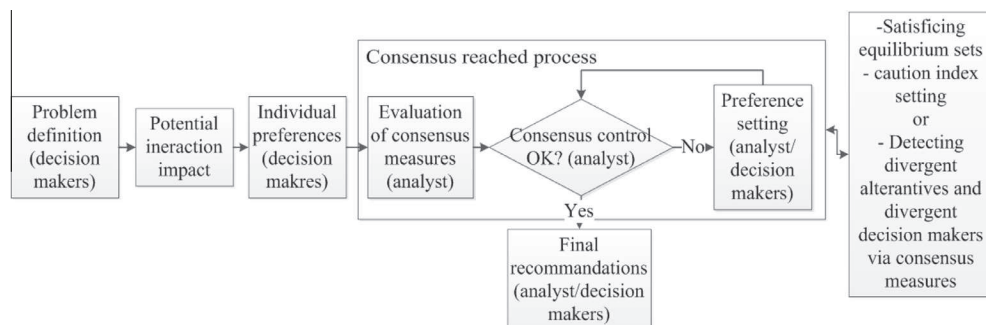 Problem
definition
(decision
makers)
Potential
ineraction
impact
Individual
preferences
(decision
makres)
Consensus reached process
Evaluation
of consensus
measures
(analyst)
Consensus control
OK? (analyst)
No
Preference
setting
(analyst/
decision
makers)
Yes
Final
recommandations
(analyst/decision
makers)
-Satisficing
equilibrium sets
- caution index
setting
or
- Detecting
divergent
alterantives and
divergent
decision makers
via consensus
measures